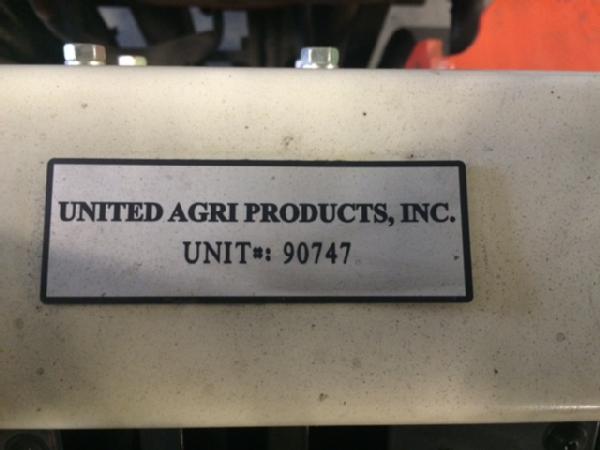 UNITED AGRI PRODUCTS, INC.
UNIT#: 90747